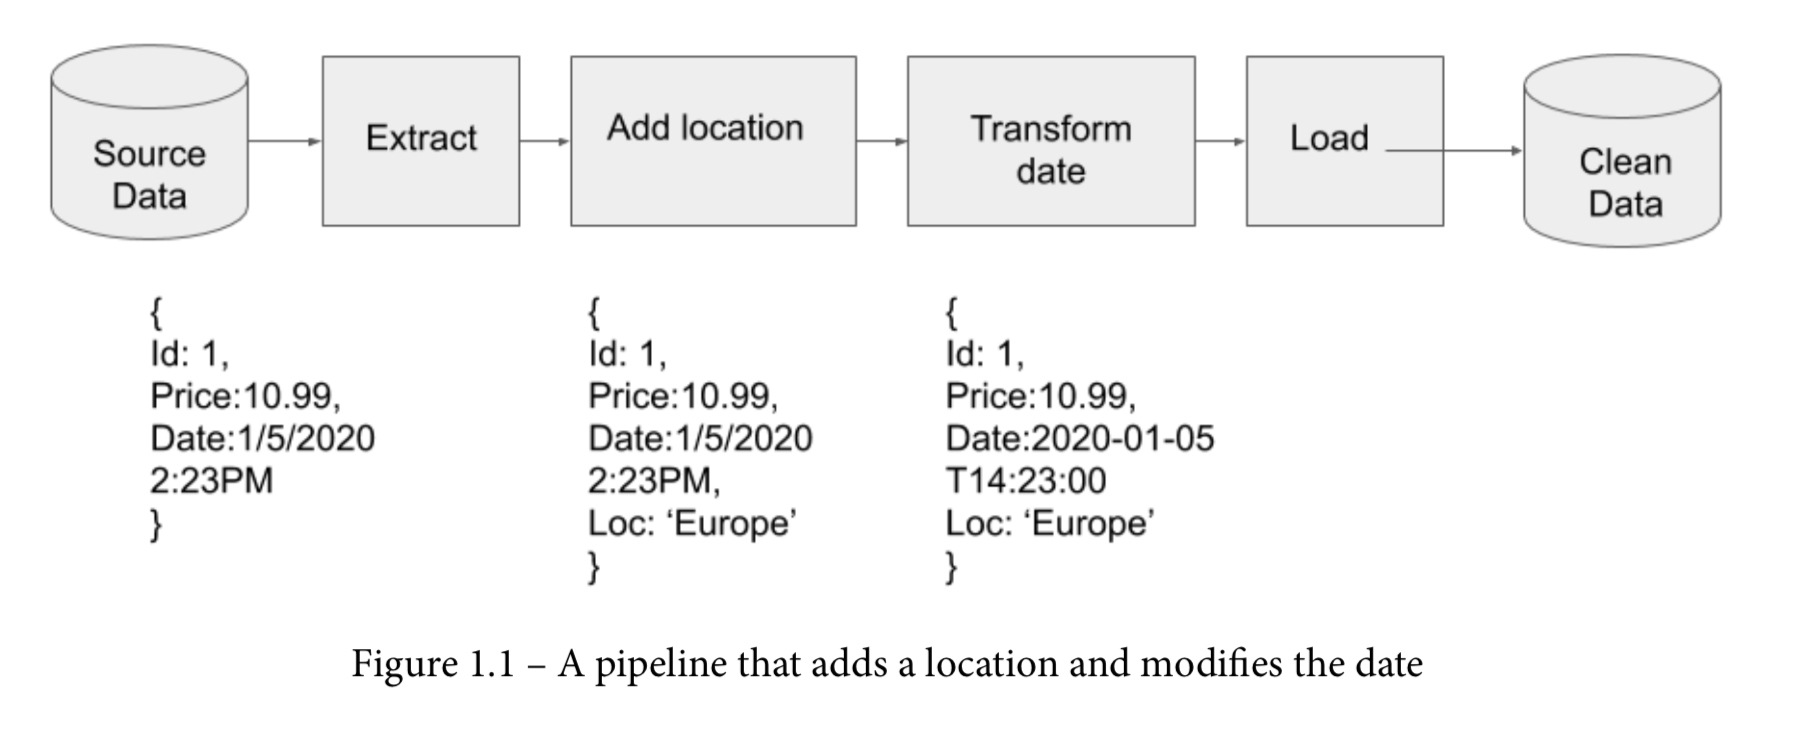 Source
Data
Extract
Add location
Transform
date
Load
Clean
Data
{
Id: 1,
Price:10.99,
Date:1/5/2020
2:23PM
}
{
Id: 1,
Price:10.99,
Date:1/5/2020
2:23PM,
Loc: ‘Europe’
}
{
Id: 1,
Price:10.99,
Date:2020-01-05
T14:23:00
Loc: ‘Europe’
}
Figure 1.1 – A pipeline that adds a location and modifies the date